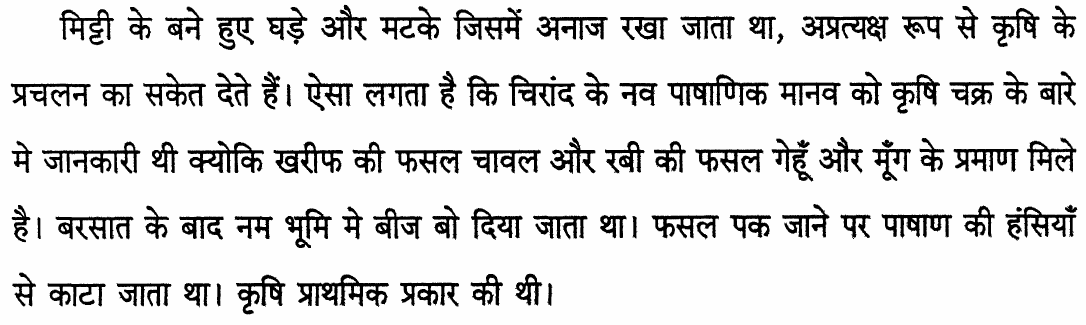 मिट्टी के बने हुए घड़े और मटके जिसमें अनाज रखा जाता था, अप्रत्यक्ष रूप से कृषि के
प्रचलन का सकेत देते हैं। ऐसा लगता है कि चिरांद के नव पाषाणिक मानव को कृषि चक्र के बारे
मे जानकारी थी क्योकि खरीफ की फसल चावल और रबी की फसल गेहूँ और मूँग के प्रमाण मिले
है। बरसात के बाद नम भूमि मे बीज बो दिया जाता था। फसल पक जाने पर पाषाण की हंसियाँ
से काटा जाता था। कृषि प्राथमिक प्रकार की थी।